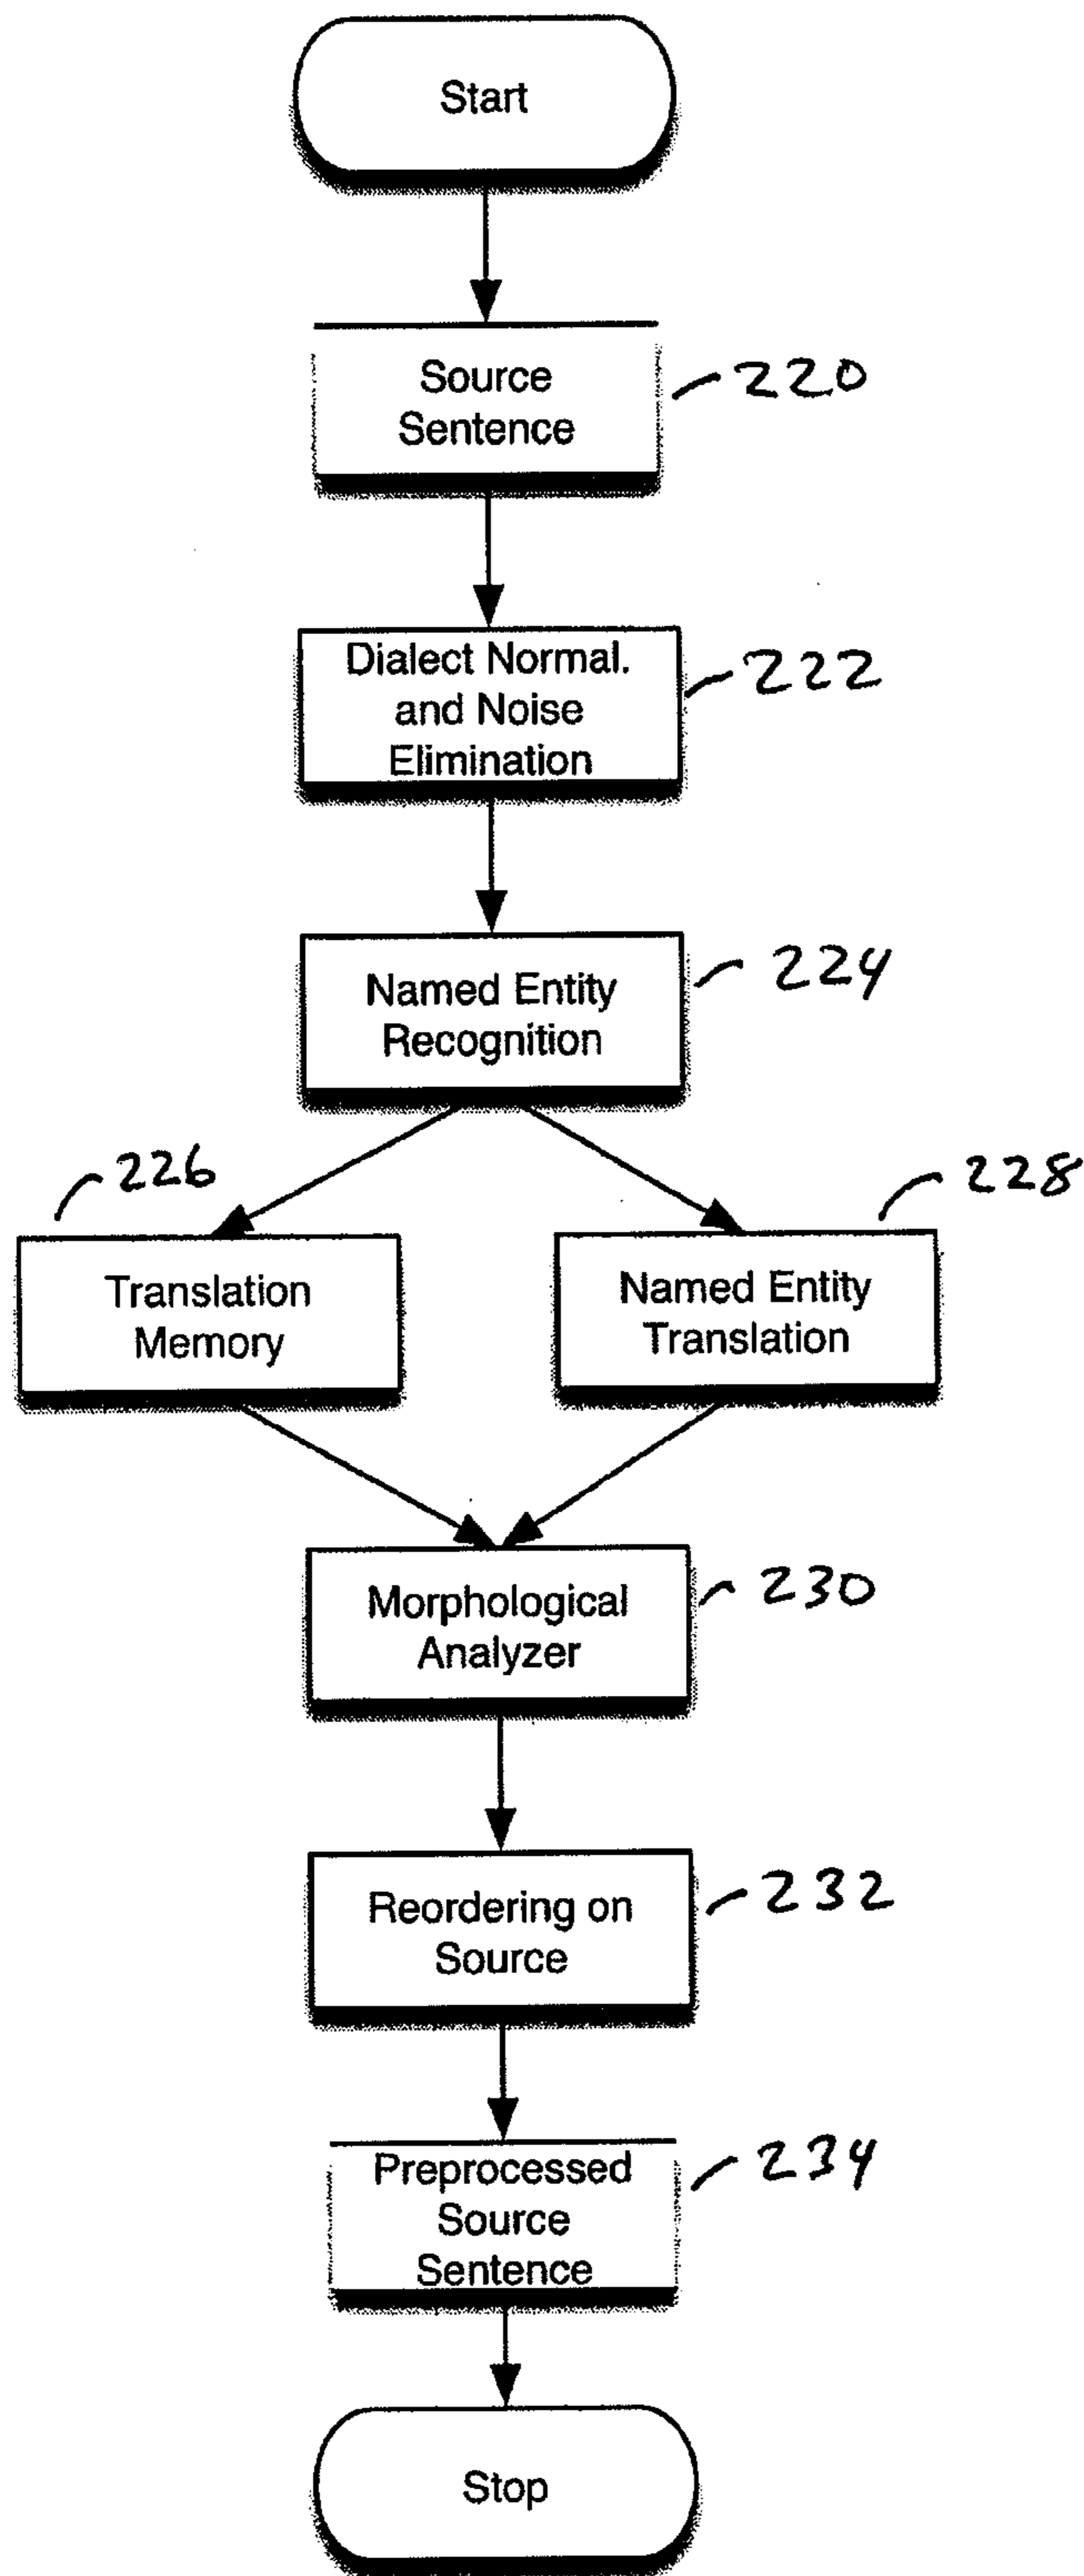 Start
Source
Sentence
220
Dialect Normal.
and Noise
Elimination
222
Named Entity
Recognition
224
226
228
Translation
Memory
Named Entity
Translation
Morphological
Analyzer
230
Reordering on
Source
232
Preprocessed
Source
Sentence
234
Stop